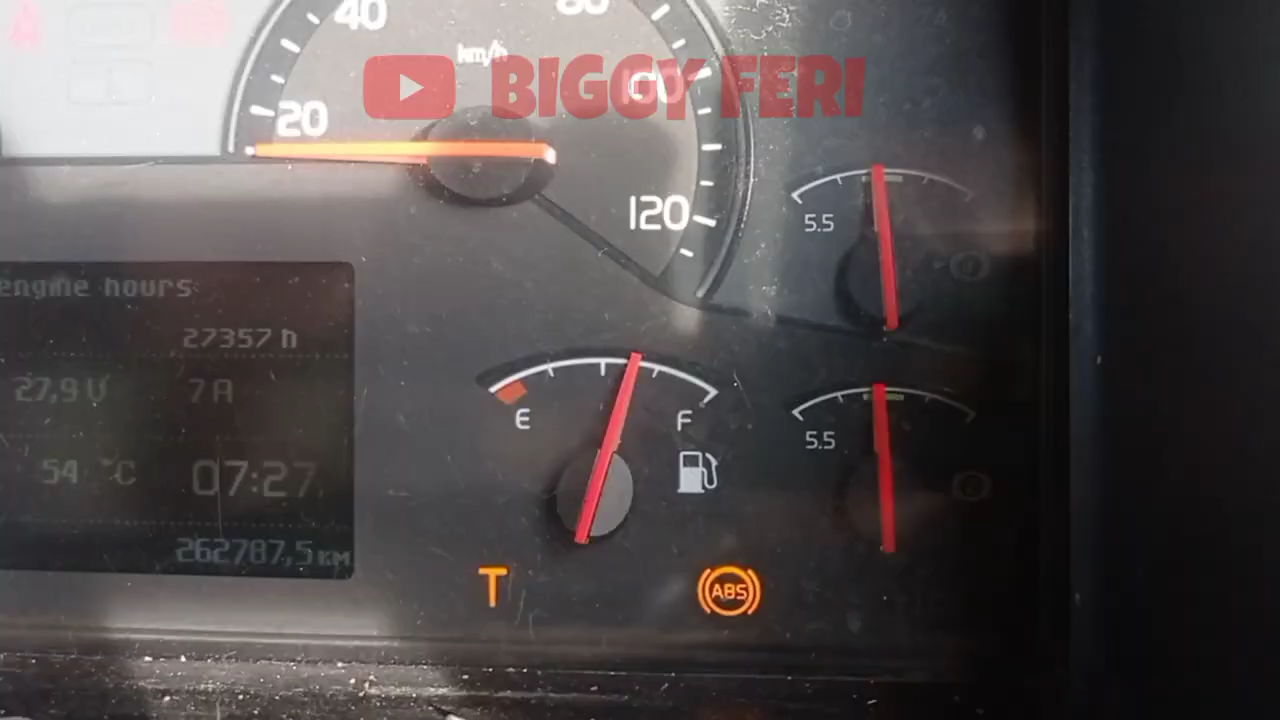 40
km/h
BIGGY FERI
100
20
120
5.5
engine hours
27357 h
27,9 V 7 A
E F
5.5
54 °C 07:27
262787,5 KM
T ABS